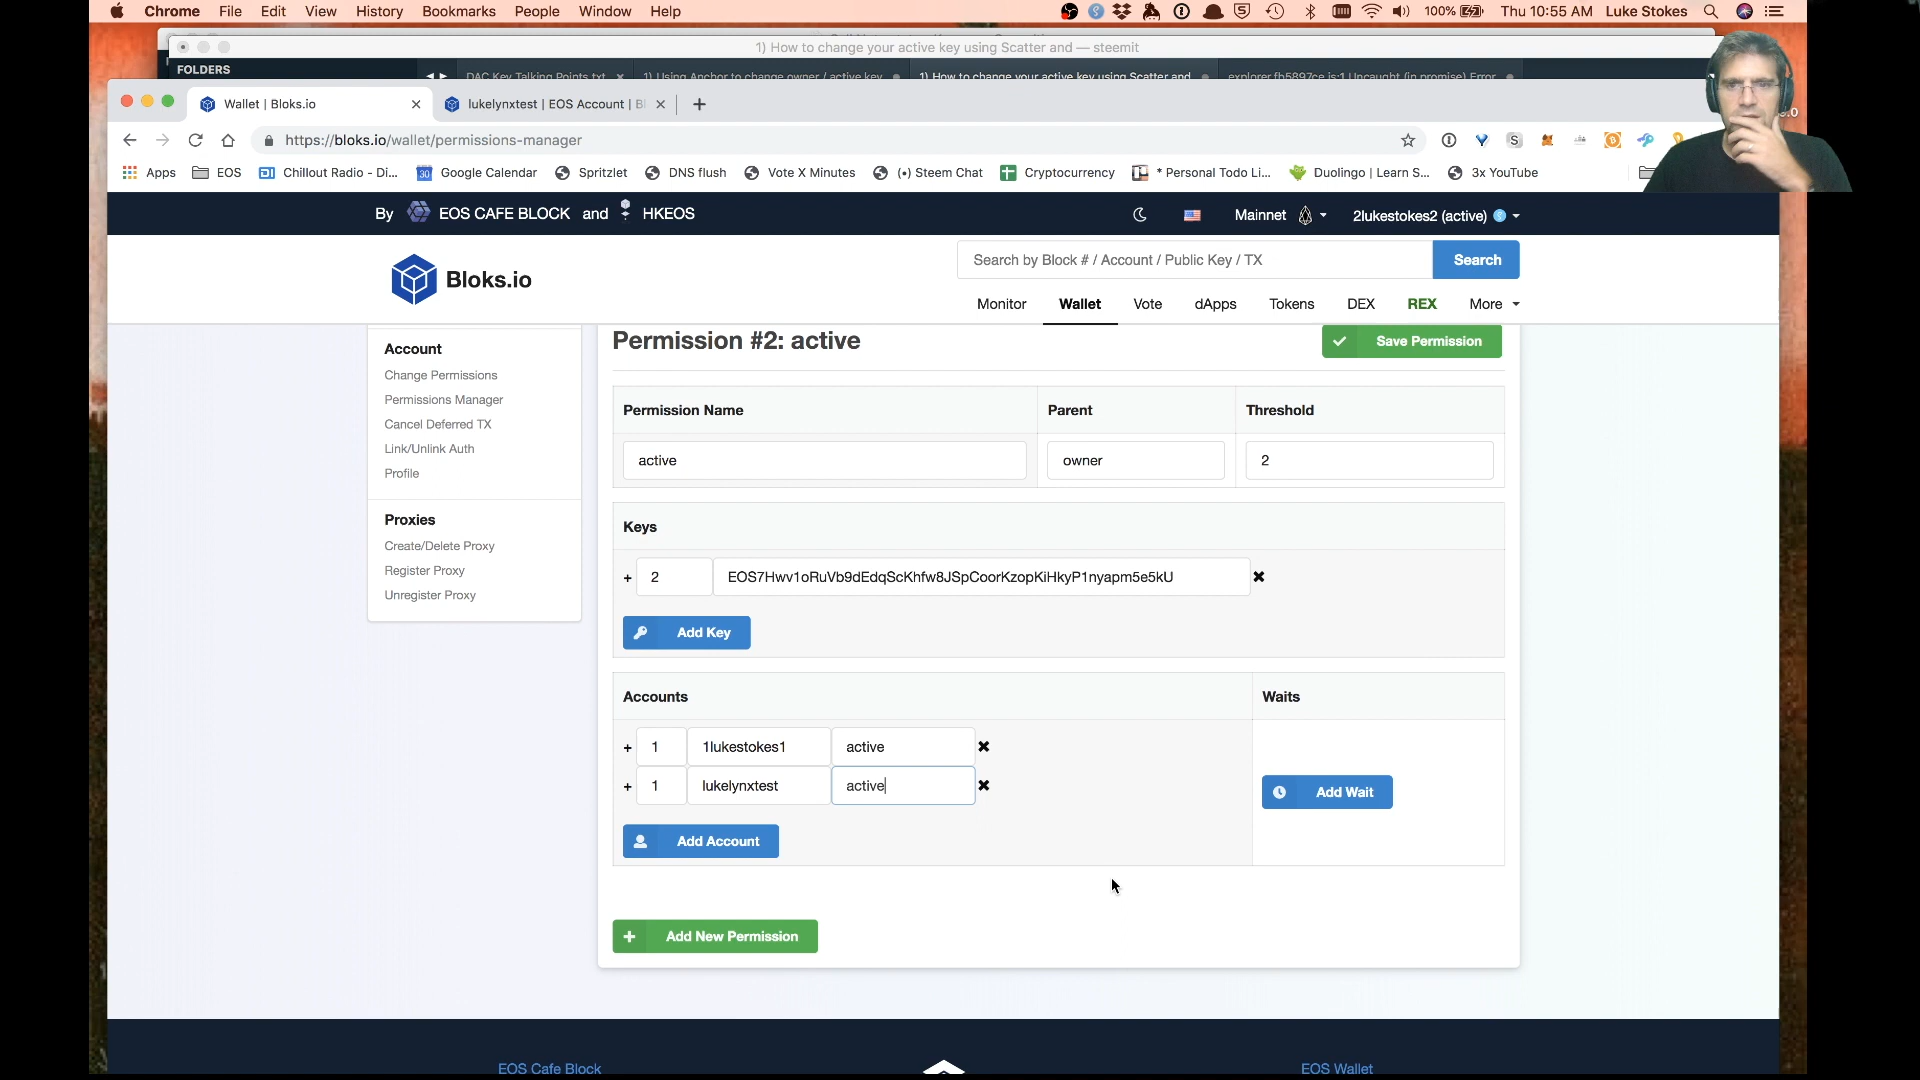 Chrome File Edit View History Bookmarks People Window Help 100% Thu 10:55 AM Luke Stokes
1) How to change your active key using Scatter and — steemit
FOLDERS DAC Key Talking Points.txt 1) Using Anchor to change owner / active key 1) How to change your active key using Scatter and explorer.fb5897ce.js:1 Uncaught (in promise) Error
Wallet | Bloks.io lukelynxtest | EOS Account | Bl
https://bloks.io/wallet/permissions-manager
Apps EOS Chillout Radio - Di... Google Calendar Spritzlet DNS flush Vote X Minutes (•) Steem Chat Cryptocurrency * Personal Todo Li... Duolingo | Learn S... 3x YouTube
By EOS CAFE BLOCK and HKEOS Mainnet 2lukestokes2 (active)
Bloks.io
Search by Block # / Account / Public Key / TX Search
Monitor Wallet Vote dApps Tokens DEX REX More
Account
Change Permissions
Permissions Manager
Cancel Deferred TX
Link/Unlink Auth
Profile
Proxies
Create/Delete Proxy
Register Proxy
Unregister Proxy
Permission #2: active Save Permission
Permission Name Parent Threshold
active owner 2
Keys
+ 2 EOS7Hwv1oRuVb9dEdqScKhfw8JSpCoorKzopKiHkyP1nyapm5e5kU
Add Key
Accounts Waits
+ 1 1lukestokes1 active
+ 1 lukelynxtest active
Add Wait
Add Account
Add New Permission
EOS Cafe Block EOS Wallet